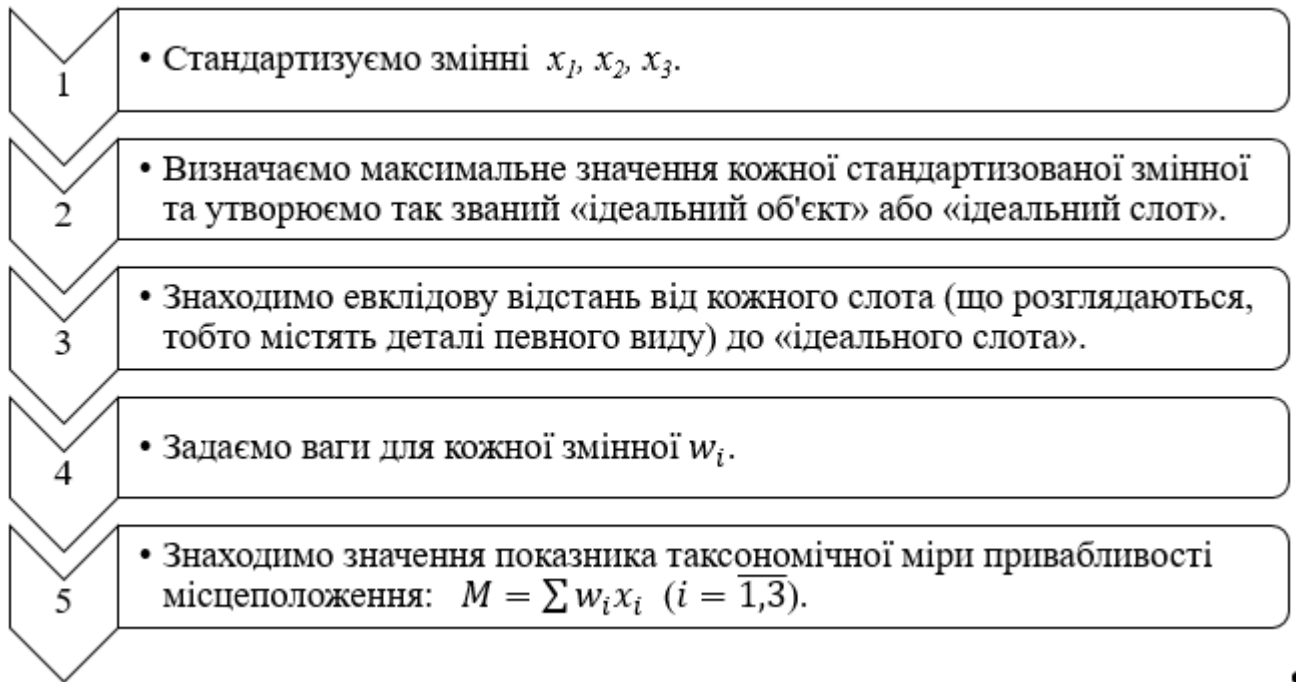 1
• Стандартизуємо змінні x₁, x₂, x₃.
2
• Визначаємо максимальне значення кожної стандартизованої змінної
та утворюємо так званий «ідеальний об'єкт» або «ідеальний слот».
3
• Знаходимо евклідову відстань від кожного слота (що розглядаються,
тобто містять деталі певного виду) до «ідеального слота».
4
• Задаємо ваги для кожної змінної wᵢ.
5
• Знаходимо значення показника таксономічної міри привабливості
місцеположення: M = ∑ wᵢxᵢ (i = 1,3).